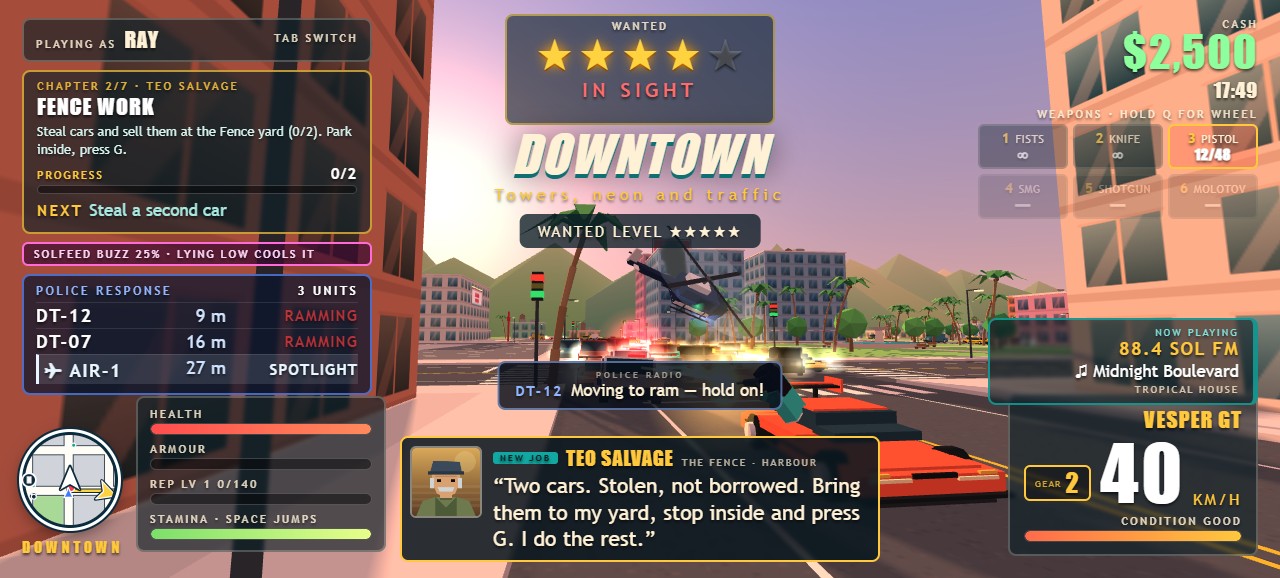 PLAYING AS RAY
TAB SWITCH
CHAPTER 2/7 · TEO SALVAGE
FENCE WORK
Steal cars and sell them at the Fence yard (0/2). Park
inside, press G.
PROGRESS 0/2
NEXT Steal a second car
SOLFEED BUZZ 25% · LYING LOW COOLS IT
POLICE RESPONSE 3 UNITS
DT-12 9 m RAMMING
DT-07 16 m RAMMING
AIR-1 27 m SPOTLIGHT
HEALTH
ARMOUR
REP LV 1 0/140
STAMINA · SPACE JUMPS
DOWNTOWN
WANTED
★★★★★
IN SIGHT
DOWNTOWN
Towers, neon and traffic
WANTED LEVEL ★★★★★
POLICE RADIO
DT-12 Moving to ram — hold on!
NEW JOB TEO SALVAGE THE FENCE · HARBOUR
“Two cars. Stolen, not borrowed. Bring
them to my yard, stop inside and press
G. I do the rest.”
CASH
$2,500
17:49
WEAPONS · HOLD Q FOR WHEEL
1 FISTS ∞
2 KNIFE ∞
3 PISTOL 12/48
4 SMG —
5 SHOTGUN —
6 MOLOTOV —
NOW PLAYING
88.4 SOL FM
♫ Midnight Boulevard
TROPICAL HOUSE
VESPER GT
GEAR 2 40 KM/H
CONDITION GOOD